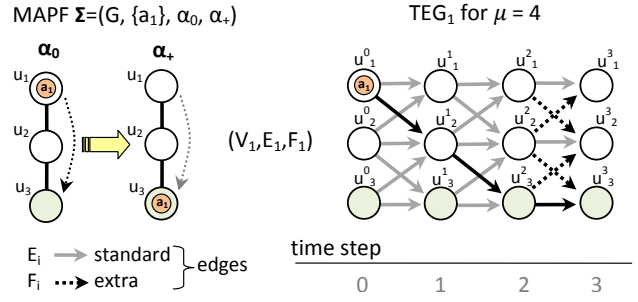 MAPF Σ=(G, {a₁}, α₀, α₊)
α₀ α₊
u₁ a₁ u₁
u₂ u₂
u₃ u₃ a₁
Eᵢ standard
Fᵢ extra
edges
TEG₁ for μ = 4
u⁰₁ u¹₁ u²₁ u³₁
a₁
(V₁,E₁,F₁) u⁰₂ u¹₂ u²₂ u³₂
u⁰₃ u¹₃ u²₃ u³₃
time step
0 1 2 3